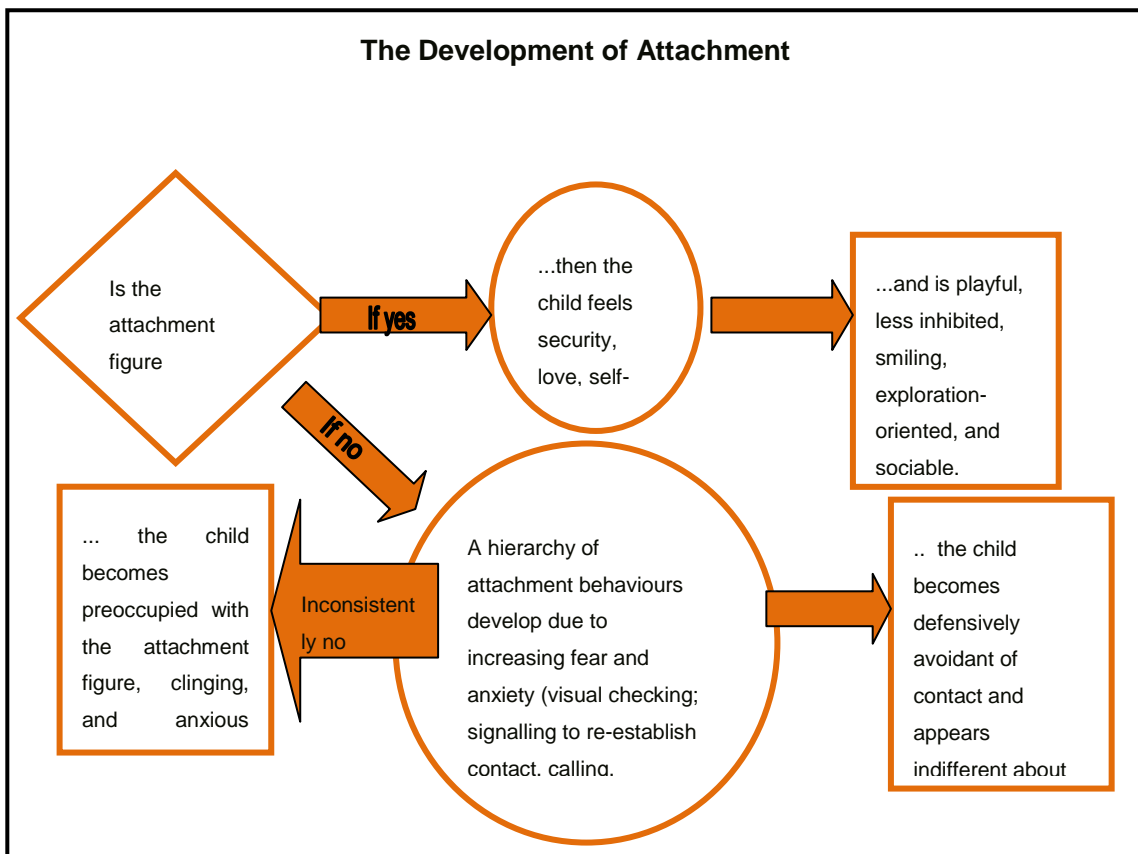 The Development of Attachment
Is the
attachment
figure
If yes
...then the
child feels
security,
love, self-
...and is playful,
less inhibited,
smiling,
exploration-
oriented, and
sociable.
If no
... the child
becomes
preoccupied with
the attachment
figure, clinging,
and anxious
Inconsistent
ly no
A hierarchy of
attachment behaviours
develop due to
increasing fear and
anxiety (visual checking;
signalling to re-establish
contact, calling,
.. the child
becomes
defensively
avoidant of
contact and
appears
indifferent about